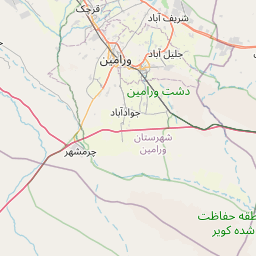 قرچک
شریف آباد
جلیل آباد
ورامین
دشت ورامین
جوادآباد
شهرستان
ورامین
چرمشهر
طقه حفاظت
شده کویر